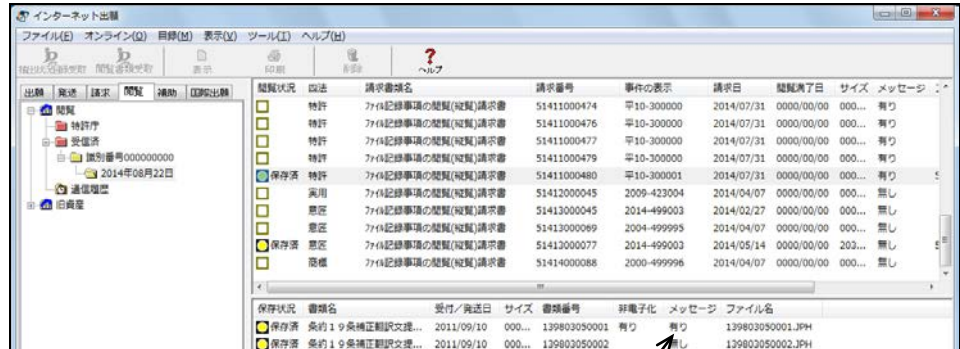 インターネット出願
ファイル(F) オンライン(O) 目録(M) 表示(V) ツール(T) ヘルプ(H)
閲覧書類受取 表示 印刷 削除 ヘルプ
出願 発送 請求 閲覧 補助 国際出願
閲覧
特許庁
受信済
識別番号000000000
2014年08月22日
通信履歴
旧資産
閲覧状況 四法 請求書類名 請求番号 事件の表示 請求日 閲覧満了日 サイズ メッセージ
特許 ファイル記録事項の閲覧(縦覧)請求書 51411000474 平10-300000 2014/07/31 0000/00/00 000... 有り
特許 ファイル記録事項の閲覧(縦覧)請求書 51411000476 平10-300000 2014/07/31 0000/00/00 000... 有り
特許 ファイル記録事項の閲覧(縦覧)請求書 51411000477 平10-300000 2014/07/31 0000/00/00 000... 有り
特許 ファイル記録事項の閲覧(縦覧)請求書 51411000479 平10-300000 2014/07/31 0000/00/00 000... 有り
保存済 特許 ファイル記録事項の閲覧(縦覧)請求書 51411000480 平10-300001 2014/07/31 0000/00/00 000... 有り
実用 ファイル記録事項の閲覧(縦覧)請求書 51412000045 2009-423004 2014/04/07 0000/00/00 000... 無し
意匠 ファイル記録事項の閲覧(縦覧)請求書 51413000045 2014-499003 2014/02/27 0000/00/00 000... 無し
意匠 ファイル記録事項の閲覧(縦覧)請求書 51413000069 2004-499995 2014/04/07 0000/00/00 000... 無し
保存済 意匠 ファイル記録事項の閲覧(縦覧)請求書 51413000077 2014-499003 2014/05/14 0000/00/00 203... 無し
商標 ファイル記録事項の閲覧(縦覧)請求書 51414000088 2000-499996 2014/04/07 0000/00/00 000... 無し
保存状況 書類名 受付/発送日 サイズ 書類番号 非電子化 メッセージ ファイル名
保存済 条約19条補正翻訳文提... 2011/09/10 000... 139803050001 有り 有り 139803050001.JPH
保存済 条約19条補正翻訳文提... 2011/09/10 000... 139803050002 無し 139803050002.JPH